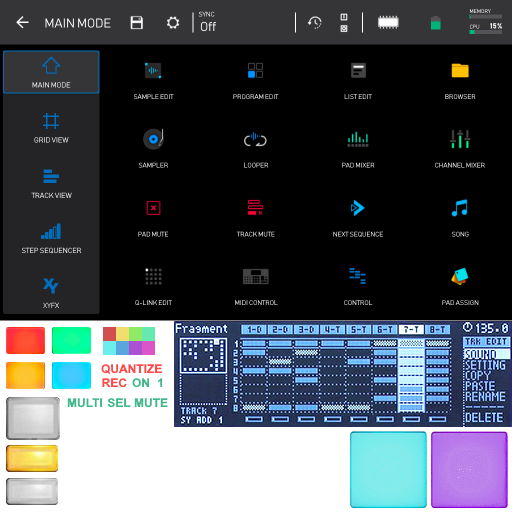 MAIN MODE
SYNC
Off
MEMORY
CPU 15%
MAIN MODE
SAMPLE EDIT
PROGRAM EDIT
LIST EDIT
BROWSER
GRID VIEW
SAMPLER
LOOPER
PAD MIXER
CHANNEL MIXER
TRACK VIEW
STEP SEQUENCER
PAD MUTE
TRACK MUTE
NEXT SEQUENCE
SONG
XYFX
Q-LINK EDIT
MIDI CONTROL
CONTROL
PAD ASSIGN
Fragment 1-D 2-D 3-D 4-D 5-D 6-T 7-T 8-T 135.0
TRK EDIT
SOUND
SETTING
COPY
PASTE
RENAME
DELETE
1
2
3
4
5
6
7
8
TRACK 7
SY ADD 1
QUANTIZE
REC ON 1
MULTI SEL MUTE